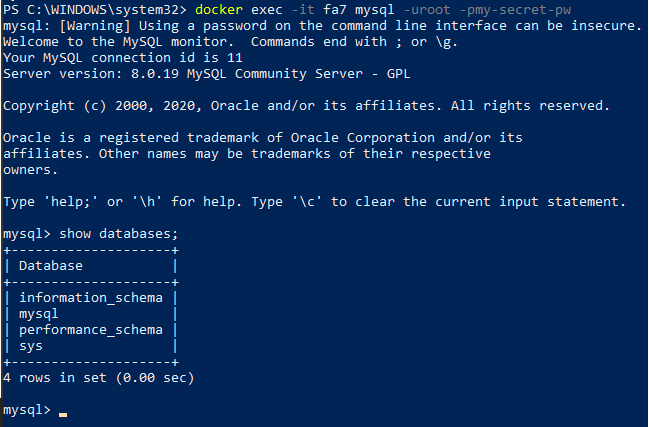 PS C:\WINDOWS\system32> docker exec -it fa7 mysql -uroot -pmy-secret-pw
mysql: [Warning] Using a password on the command line interface can be insecure.
Welcome to the MySQL monitor.  Commands end with ; or \g.
Your MySQL connection id is 11
Server version: 8.0.19 MySQL Community Server - GPL

Copyright (c) 2000, 2020, Oracle and/or its affiliates. All rights reserved.

Oracle is a registered trademark of Oracle Corporation and/or its
affiliates. Other names may be trademarks of their respective
owners.

Type 'help;' or '\h' for help. Type '\c' to clear the current input statement.

mysql> show databases;
+--------------------+
| Database           |
+--------------------+
| information_schema |
| mysql              |
| performance_schema |
| sys                |
+--------------------+
4 rows in set (0.00 sec)

mysql> _